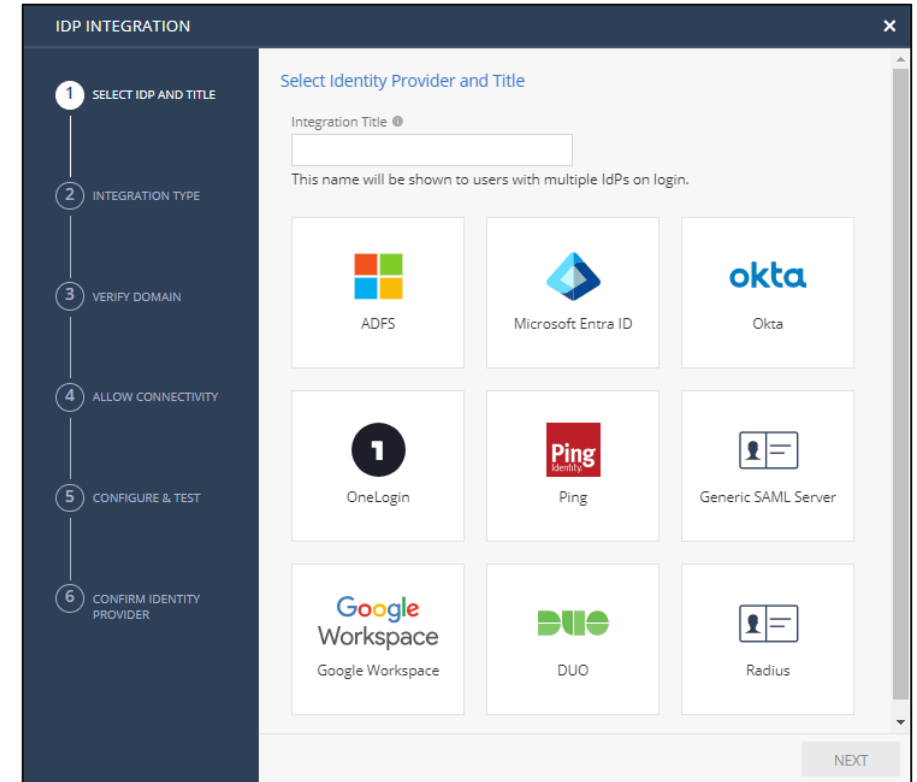 IDP INTEGRATION
1 SELECT IDP AND TITLE
2 INTEGRATION TYPE
3 VERIFY DOMAIN
4 ALLOW CONNECTIVITY
5 CONFIGURE & TEST
6 CONFIRM IDENTITY
PROVIDER
Select Identity Provider and Title
Integration Title
This name will be shown to users with multiple IdPs on login.
ADFS
Microsoft Entra ID
okta
Okta
1
OneLogin
Ping
Identity.
Ping
Generic SAML Server
Google
Workspace
Google Workspace
DUO
DUO
Radius
NEXT